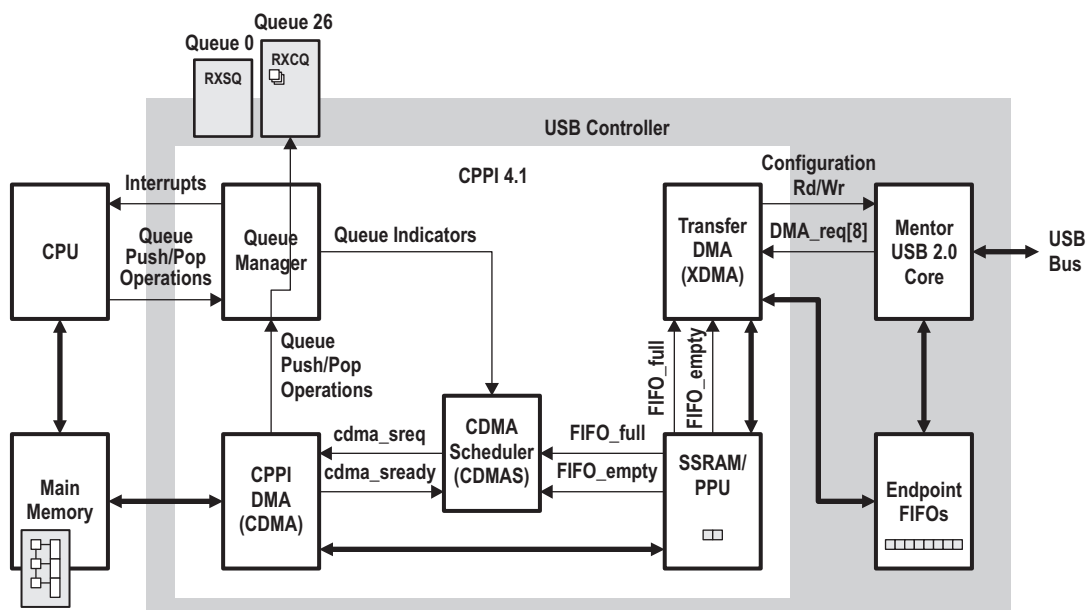 Queue 26
Queue 0
RXSQ
RXCQ
USB Controller
CPPI 4.1
Interrupts
CPU
Queue
Push/Pop
Operations
Queue
Manager
Queue Indicators
Transfer
DMA
(XDMA)
Configuration
Rd/Wr
DMA_req[8]
Mentor
USB 2.0
Core
USB
Bus
Queue
Push/Pop
Operations
FIFO_full
FIFO_empty
Main
Memory
CPPI
DMA
(CDMA)
cdma_sreq
cdma_sready
CDMA
Scheduler
(CDMAS)
FIFO_full
FIFO_empty
SSRAM/
PPU
Endpoint
FIFOs